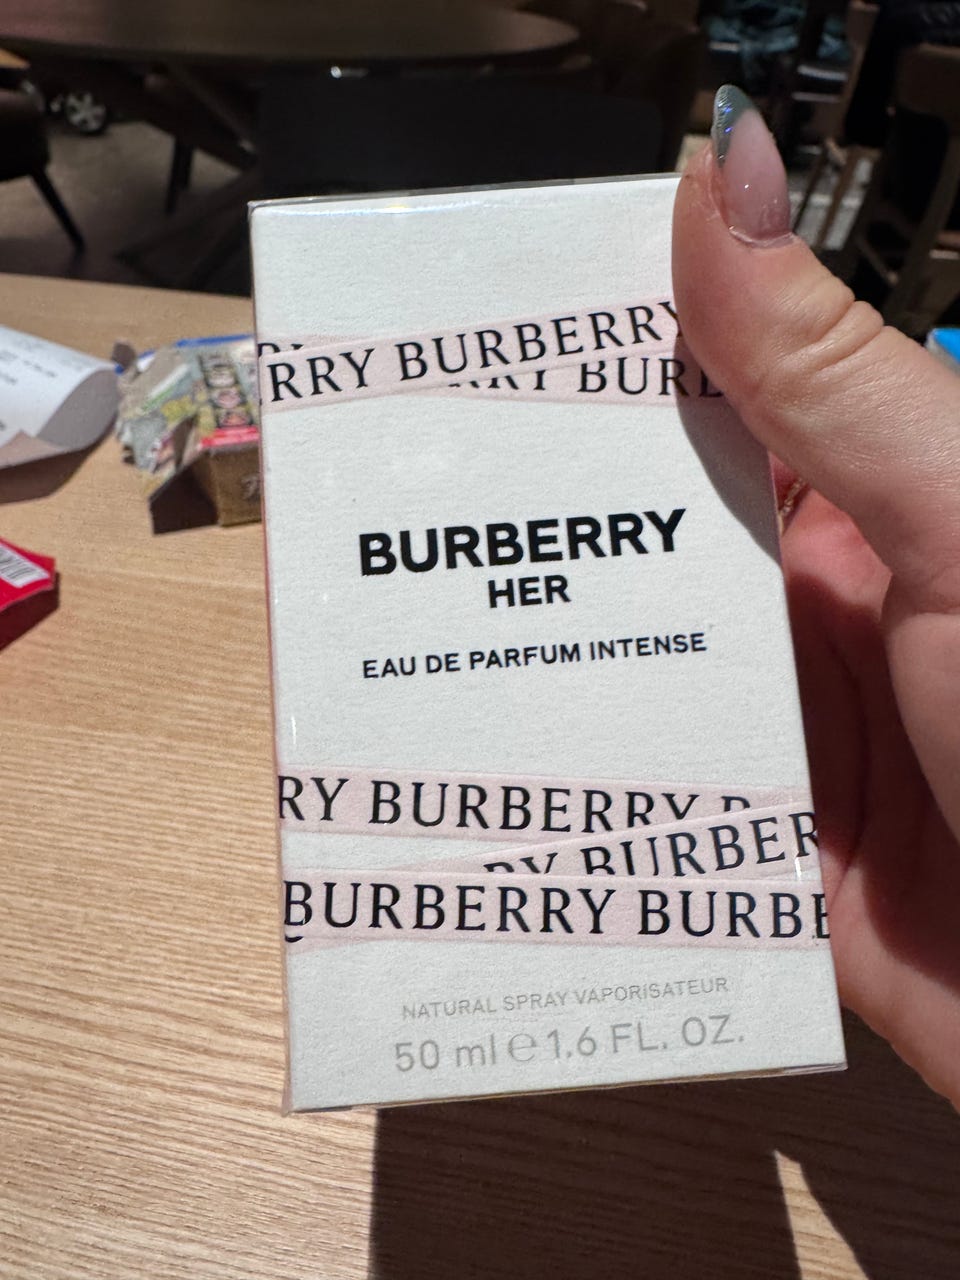 RRY BURBERRY
BUR
BURBERRY
HER
EAU DE PARFUM INTENSE
RY BURBERRY
RY BURBER
BURBERRY BURBE
NATURAL SPRAY VAPORISATEUR
50 ml ℮ 1.6 FL. OZ.